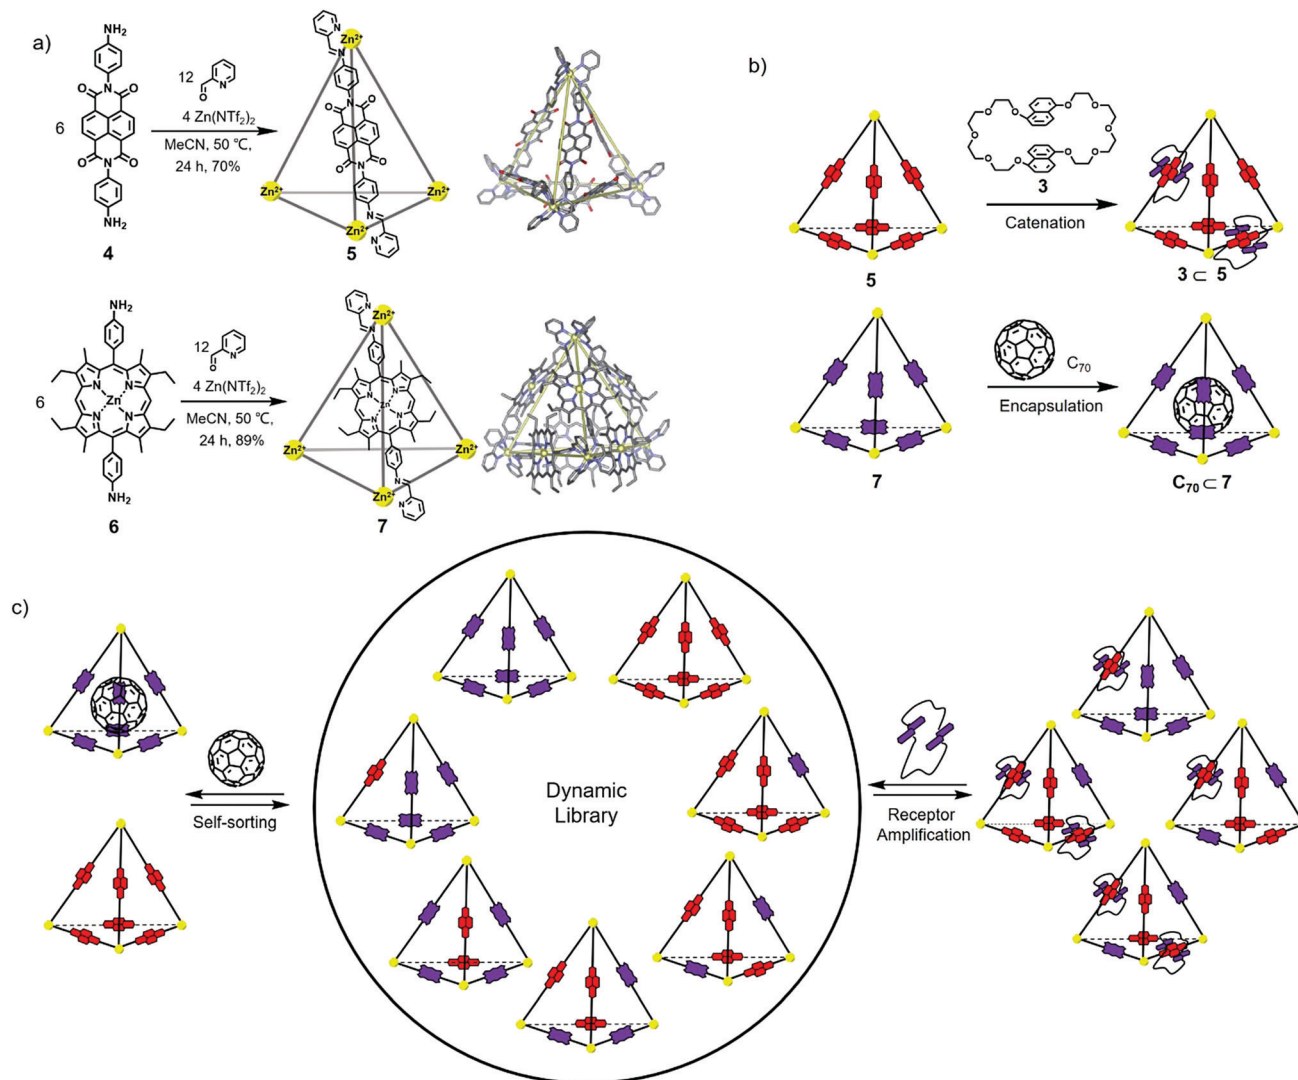 a)
NH₂
O
N
O
O
N
O
NH₂
6
4
12
N
O
4 Zn(NTf₂)₂
MeCN, 50 ℃,
24 h, 70%
N
Zn²⁺
N
O
N
O
O
N
O
Zn²⁺
Zn²⁺
N
Zn²⁺
N
5
NH₂
N
N
Zn
N
N
NH₂
6
6
12
N
O
4 Zn(NTf₂)₂
MeCN, 50 ℃,
24 h, 89%
N
Zn²⁺
N
N
N
Zn
N
N
Zn²⁺
Zn²⁺
N
Zn²⁺
N
7
b)
5
O
O
O
O
O
O
O
O
O
O
3
Catenation
3 ⊂ 5
7
C₇₀
Encapsulation
C₇₀ ⊂ 7
c)
Self-sorting
Dynamic
Library
Receptor
Amplification